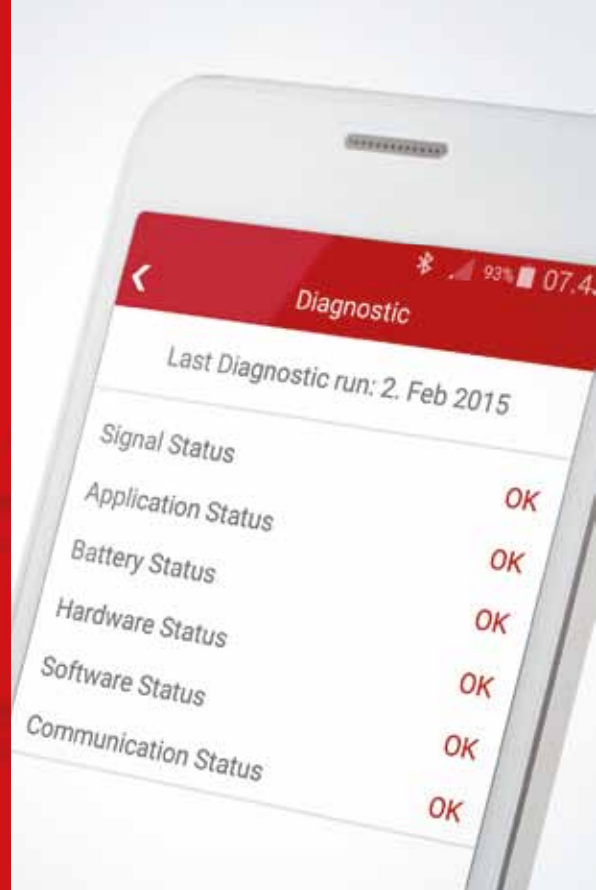 93% 07.4
Diagnostic
Last Diagnostic run: 2. Feb 2015
Signal Status OK
Application Status OK
Battery Status OK
Hardware Status OK
Software Status OK
Communication Status OK